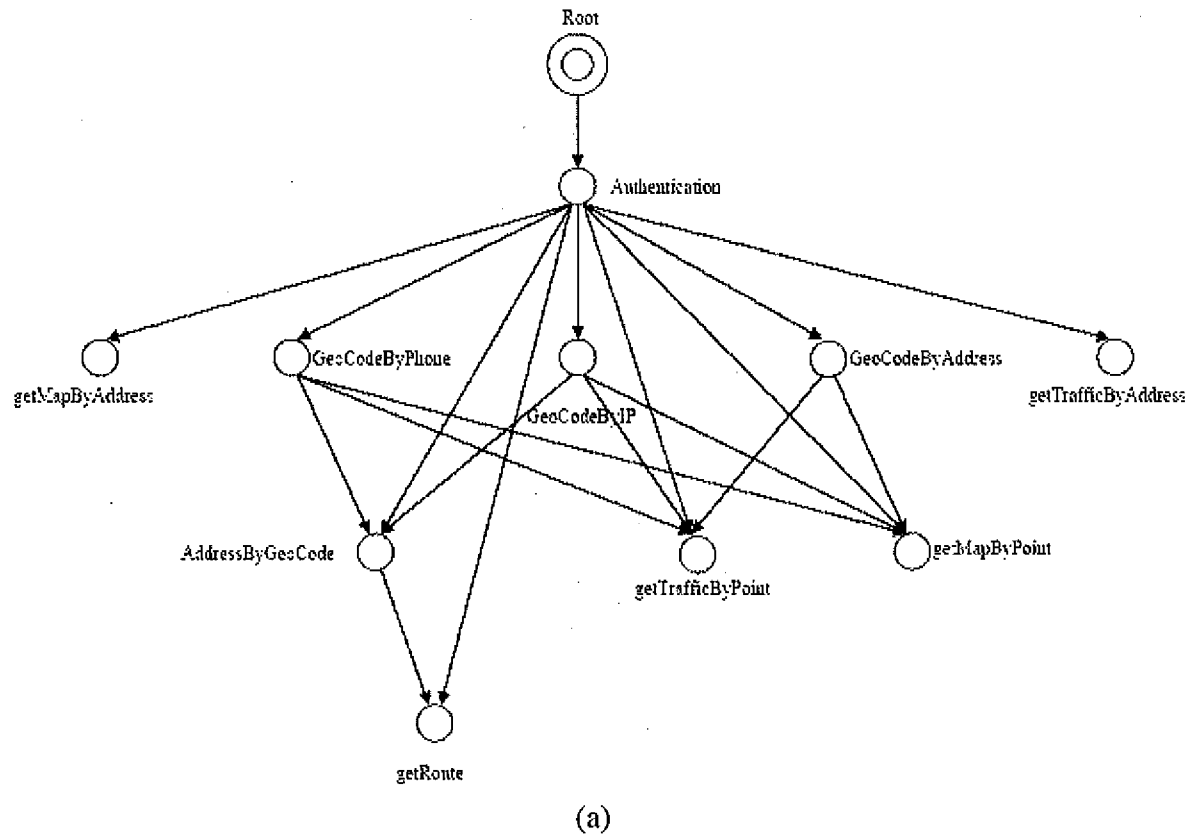 Root
Authentication
getMapByAddress
GeoCodeByPhone
GeoCodeByIP
GeoCodeByAddress
getTrafficByAddress
AddressByGeoCode
getTrafficByPoint
getMapByPoint
getRoute
(a)